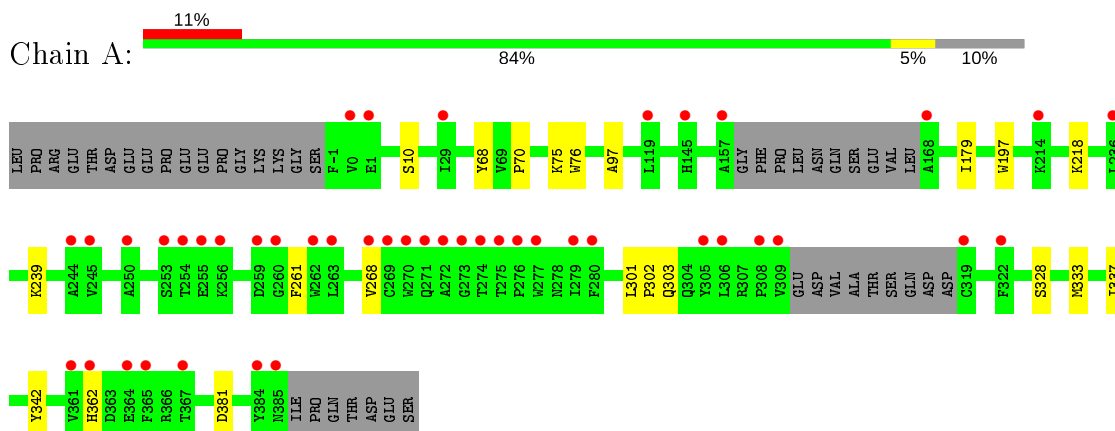 11%
Chain A:
84% 5% 10%
LEU PRO ARG GLU THR ASP GLU GLU PRO GLU GLU PRO GLY LYS LYS GLY SER F-1 V0 E1 S10 I29 Y68 V69 P70 K75 W76 A97 L119 H145 A157 GLY PHE PRO LEU ASN GLN SER GLU VAL LEU A168 I179 W197 K214 K218 L236
K239 A244 V245 A250 S253 T254 E255 K256 D259 G260 F261 W262 L263 V268 C269 W270 Q271 A272 G273 T274 T275 P276 W277 N278 I279 F280 L301 P302 Q303 Q304 Y305 L306 R307 P308 V309 GLU ASP VAL ALA THR SER GLN ASP ASP C319 F322 S328 M333 I337
Y342 V361 H362 D363 E364 F365 R366 T367 D381 Y384 N385 ILE PRO GLN THR ASP GLU SER